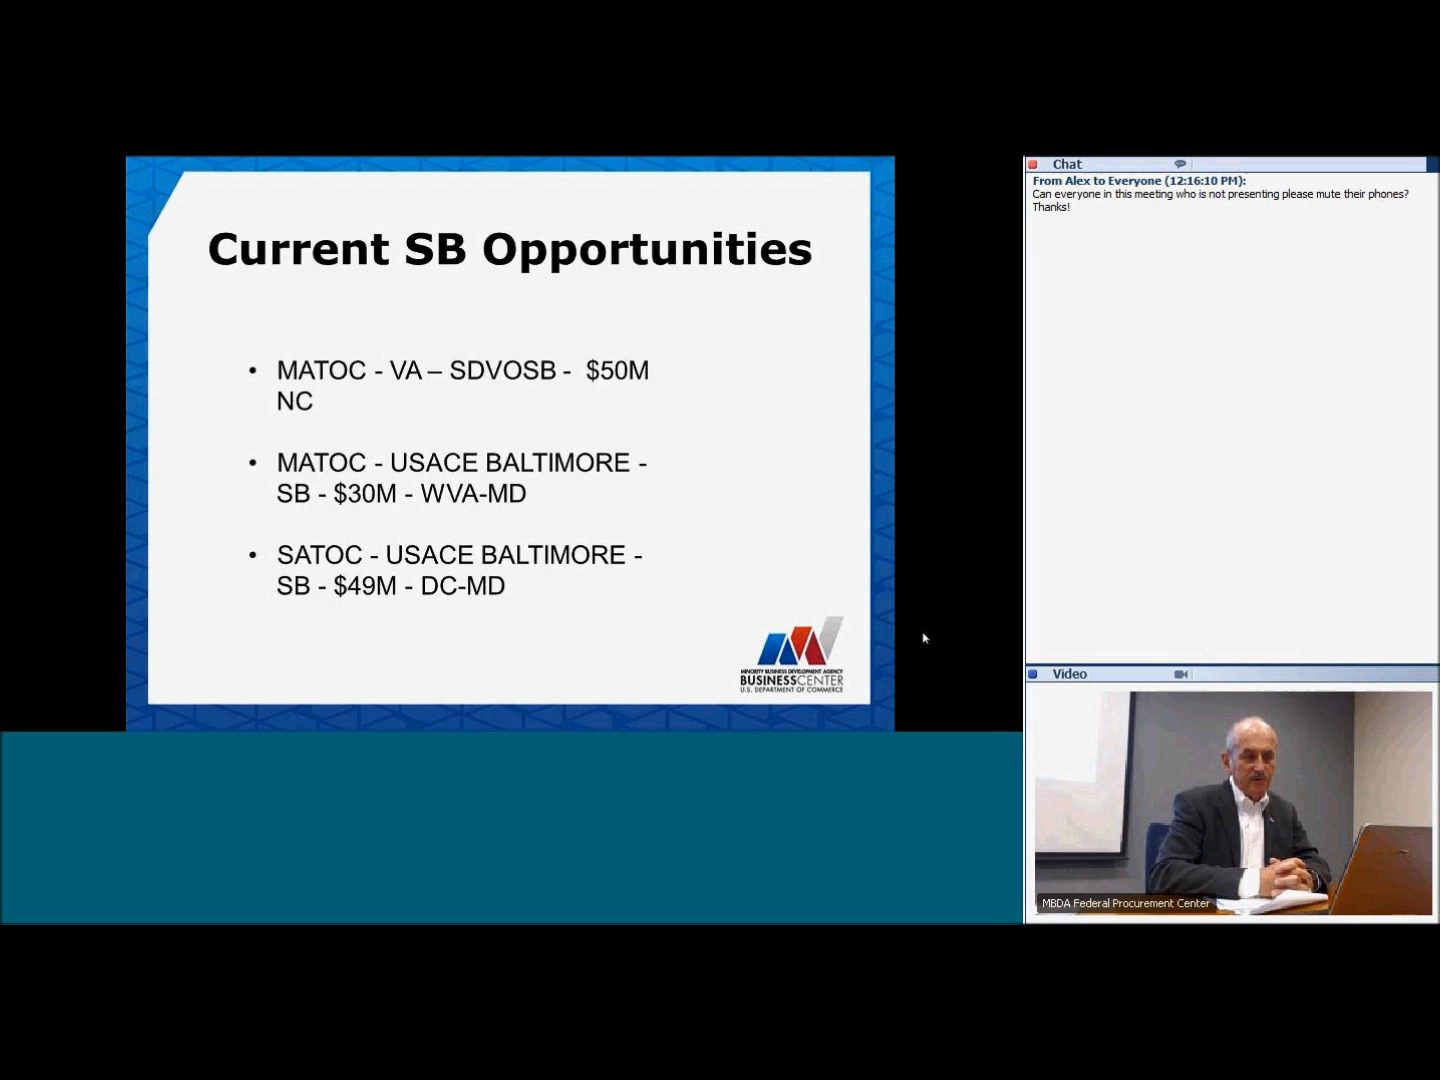 Current SB Opportunities
• MATOC - VA – SDVOSB - $50M
NC
• MATOC - USACE BALTIMORE -
SB - $30M - WVA-MD
• SATOC - USACE BALTIMORE -
SB - $49M - DC-MD
MINORITY BUSINESS DEVELOPMENT AGENCY
BUSINESSCENTER
U.S. DEPARTMENT OF COMMERCE
Chat
From Alex to Everyone (12:16:10 PM):
Can everyone in this meeting who is not presenting please mute their phones?
Thanks!
Video
MBDA Federal Procurement Center